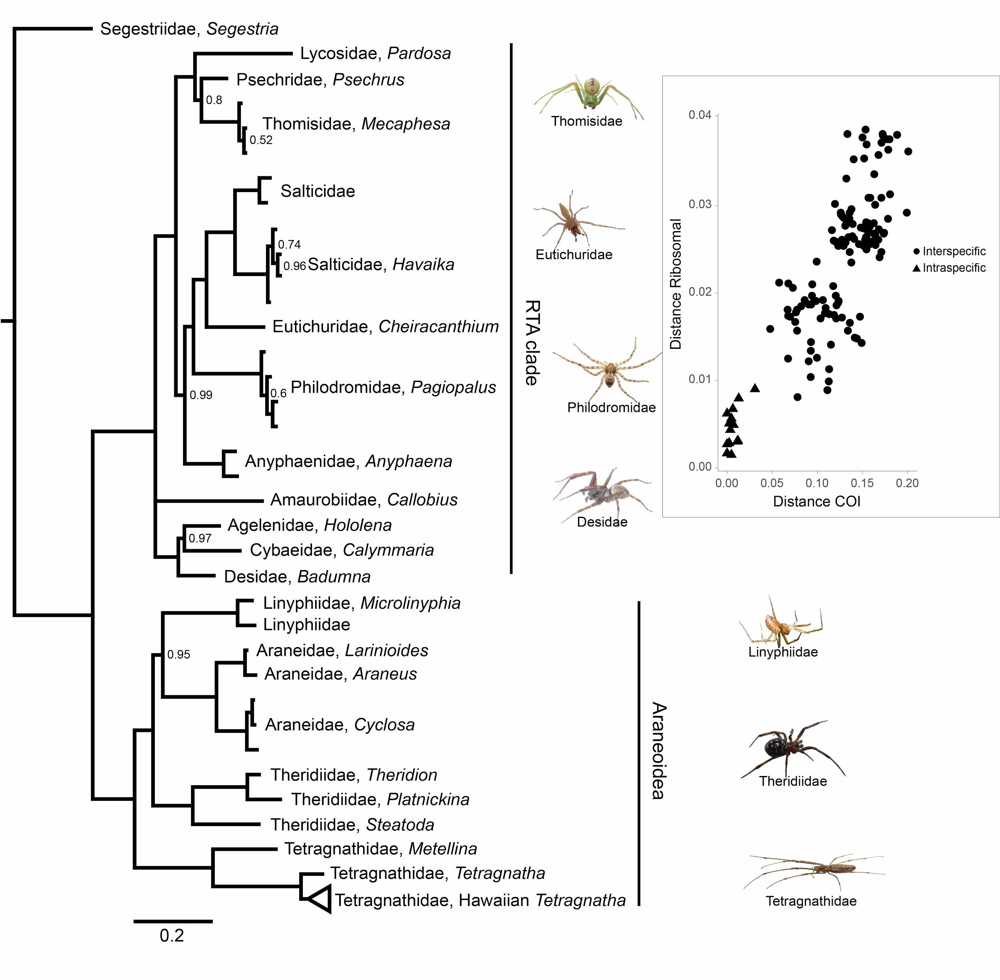 Segestriidae, Segestria
Lycosidae, Pardosa
Psechridae, Psechrus
0.8
Thomisidae, Mecaphesa
0.52
Salticidae
0.74
0.96 Salticidae, Havaika
Eutichuridae, Cheiracanthium
0.6 Philodromidae, Pagiopalus
0.99
Anyphaenidae, Anyphaena
Amaurobiidae, Callobius
Agelenidae, Hololena
0.97
Cybaeidae, Calymmaria
Desidae, Badumna
Linyphiidae, Microlinyphia
Linyphiidae
0.95
Araneidae, Larinioides
Araneidae, Araneus
Araneidae, Cyclosa
Theridiidae, Theridion
Theridiidae, Platnickina
Theridiidae, Steatoda
Tetragnathidae, Metellina
Tetragnathidae, Tetragnatha
Tetragnathidae, Hawaiian Tetragnatha
0.2
RTA clade
Araneoidea
Thomisidae
Eutichuridae
Philodromidae
Desidae
Linyphiidae
Theridiidae
Tetragnathidae
Distance Ribosomal
0.04
0.03
0.02
0.01
0.00
0.00 0.05 0.10 0.15 0.20
Distance COI
Interspecific
Intraspecific